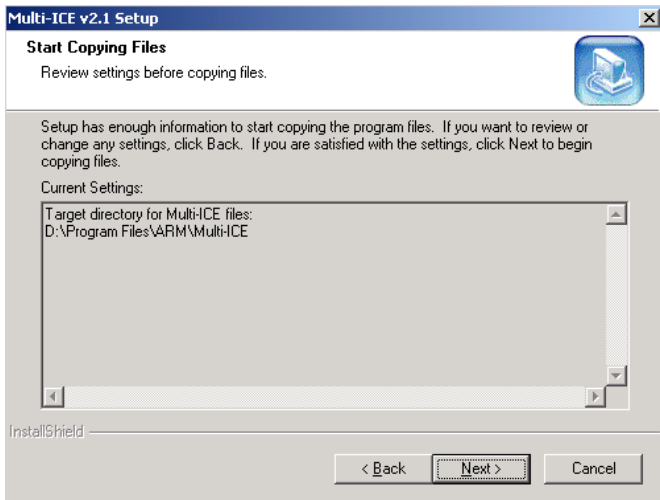 Multi-ICE v2.1 Setup
Start Copying Files
Review settings before copying files.
Setup has enough information to start copying the program files.  If you want to review or
change any settings, click Back.  If you are satisfied with the settings, click Next to begin
copying files.
Current Settings:
Target directory for Multi-ICE files:
D:\Program Files\ARM\Multi-ICE
InstallShield
< Back
Next >
Cancel